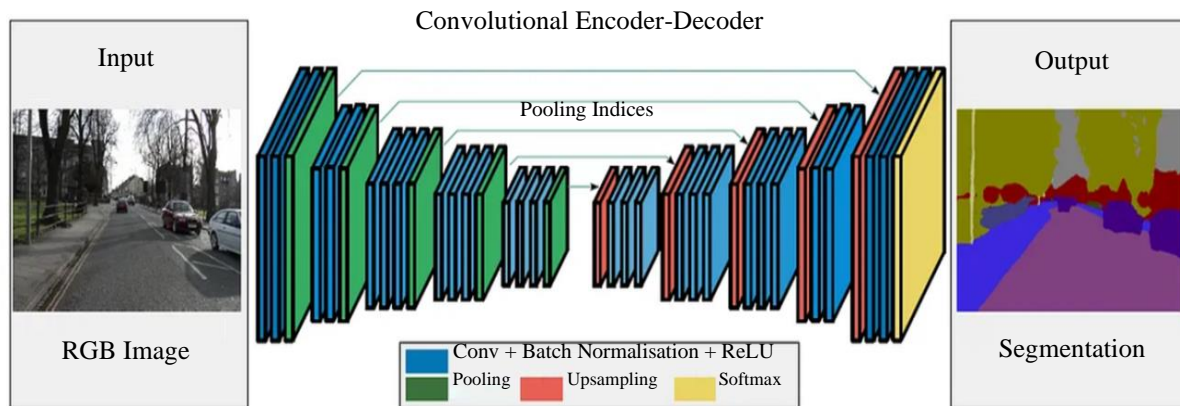 Convolutional Encoder-Decoder
Input
Output
Pooling Indices
RGB Image
Segmentation
Conv + Batch Normalisation + ReLU
Pooling
Upsampling
Softmax